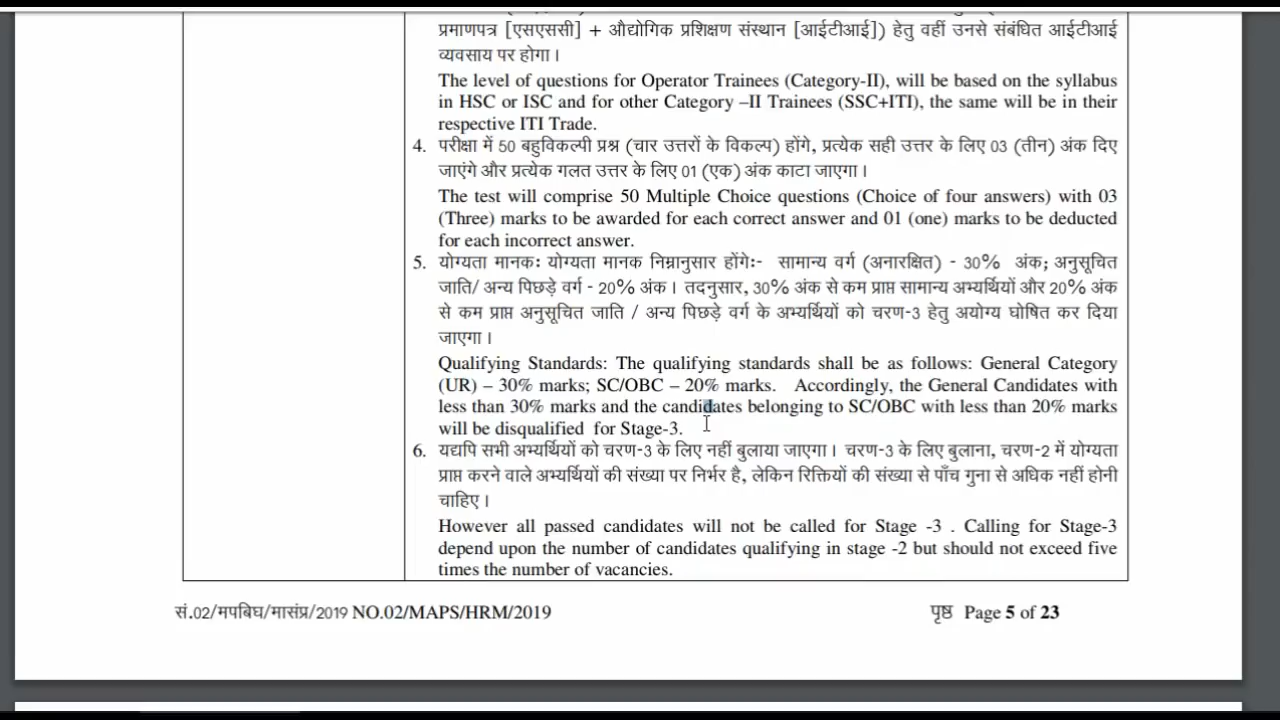 प्रमाणपत्र [एसएससी] + औद्योगिक प्रशिक्षण संस्थान [आईटीआई]) हेतु वहीं उनसे संबंधित आईटीआई
व्यवसाय पर होगा।
The level of questions for Operator Trainees (Category-II), will be based on the syllabus
in HSC or ISC and for other Category –II Trainees (SSC+ITI), the same will be in their
respective ITI Trade.
4. परीक्षा में 50 बहुविकल्पी प्रश्न (चार उत्तरों के विकल्प) होंगे, प्रत्येक सही उत्तर के लिए 03 (तीन) अंक दिए
जाएंगे और प्रत्येक गलत उत्तर के लिए 01 (एक) अंक काटा जाएगा।
The test will comprise 50 Multiple Choice questions (Choice of four answers) with 03
(Three) marks to be awarded for each correct answer and 01 (one) marks to be deducted
for each incorrect answer.
5. योग्यता मानकः योग्यता मानक निम्नानुसार होंगेः- सामान्य वर्ग (अनारक्षित) - 30% अंक; अनुसूचित
जाति/ अन्य पिछड़े वर्ग - 20% अंक। तदनुसार, 30% अंक से कम प्राप्त सामान्य अभ्यर्थियों और 20% अंक
से कम प्राप्त अनुसूचित जाति / अन्य पिछड़े वर्ग के अभ्यर्थियों को चरण-3 हेतु अयोग्य घोषित कर दिया
जाएगा।
Qualifying Standards: The qualifying standards shall be as follows: General Category
(UR) – 30% marks; SC/OBC – 20% marks. Accordingly, the General Candidates with
less than 30% marks and the candidates belonging to SC/OBC with less than 20% marks
will be disqualified for Stage-3.
6. यद्यपि सभी अभ्यर्थियों को चरण-3 के लिए नहीं बुलाया जाएगा। चरण-3 के लिए बुलाना, चरण-2 में योग्यता
प्राप्त करने वाले अभ्यर्थियों की संख्या पर निर्भर है, लेकिन रिक्तियों की संख्या से पाँच गुना से अधिक नहीं होनी
चाहिए।
However all passed candidates will not be called for Stage -3 . Calling for Stage-3
depend upon the number of candidates qualifying in stage -2 but should not exceed five
times the number of vacancies.
सं.02/मपबिघ/मासंप्र/2019 NO.02/MAPS/HRM/2019
पृष्ठ Page 5 of 23